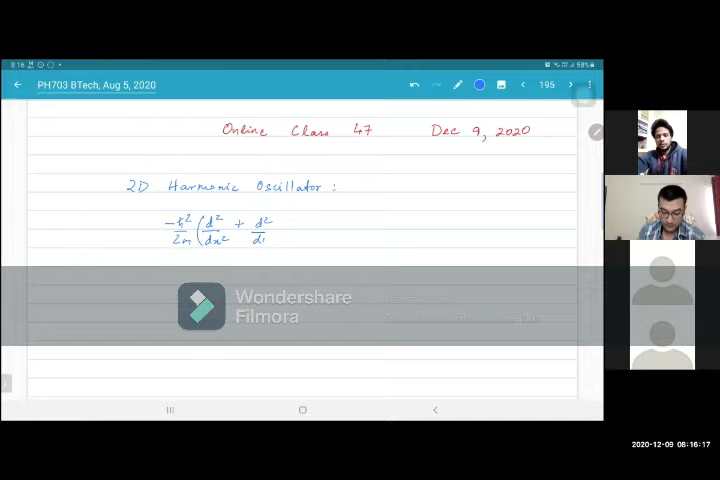 8:16 58%
PH703 BTech, Aug 5, 2020 195
Online Class 47 Dec 9, 2020
2D Harmonic Oscillator :
-ℏ²/2m (d²/dx² + d²/d
Wondershare
Filmora
2020-12-09 08:16:17